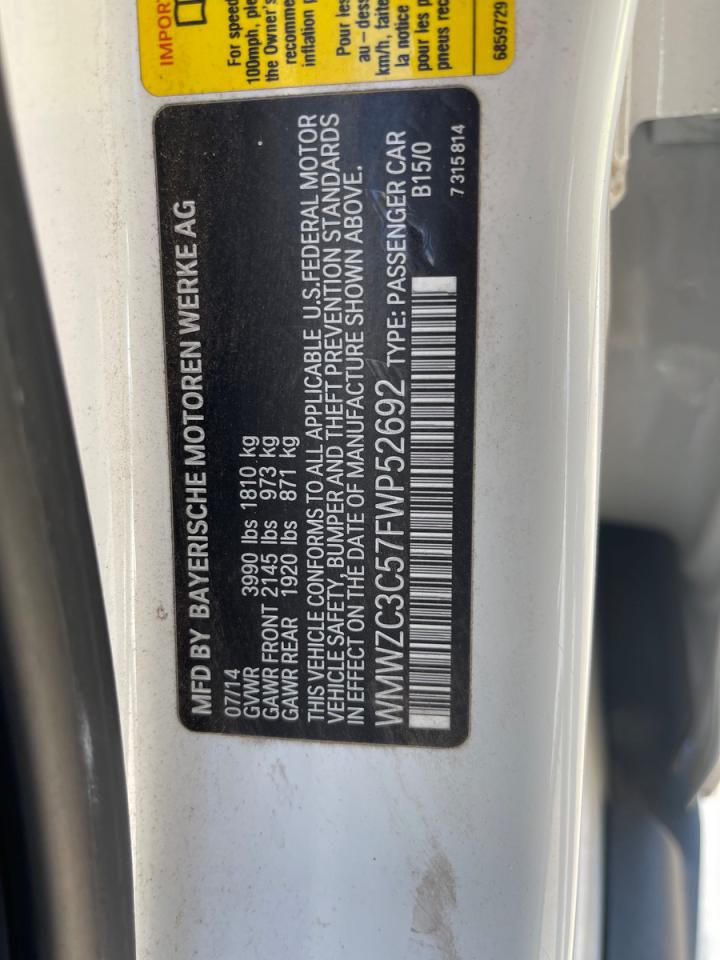 IMPORT
For speed
100mph, ple
the Owner's
recomme
inflation p
Pour les
au-dess
km/h, faite
la notice
pour les p
pneus rec
6859729
MFD BY BAYERISCHE MOTOREN WERKE AG
07/14
GVWR 3990 lbs 1810 kg
GAWR FRONT 2145 lbs 973 kg
GAWR REAR 1920 lbs 871 kg
THIS VEHICLE CONFORMS TO ALL APPLICABLE U.S.FEDERAL MOTOR
VEHICLE SAFETY, BUMPER AND THEFT PREVENTION STANDARDS
IN EFFECT ON THE DATE OF MANUFACTURE SHOWN ABOVE.
WMWZC3C57FWP52692 TYPE: PASSENGER CAR
B15/0
7 315 814